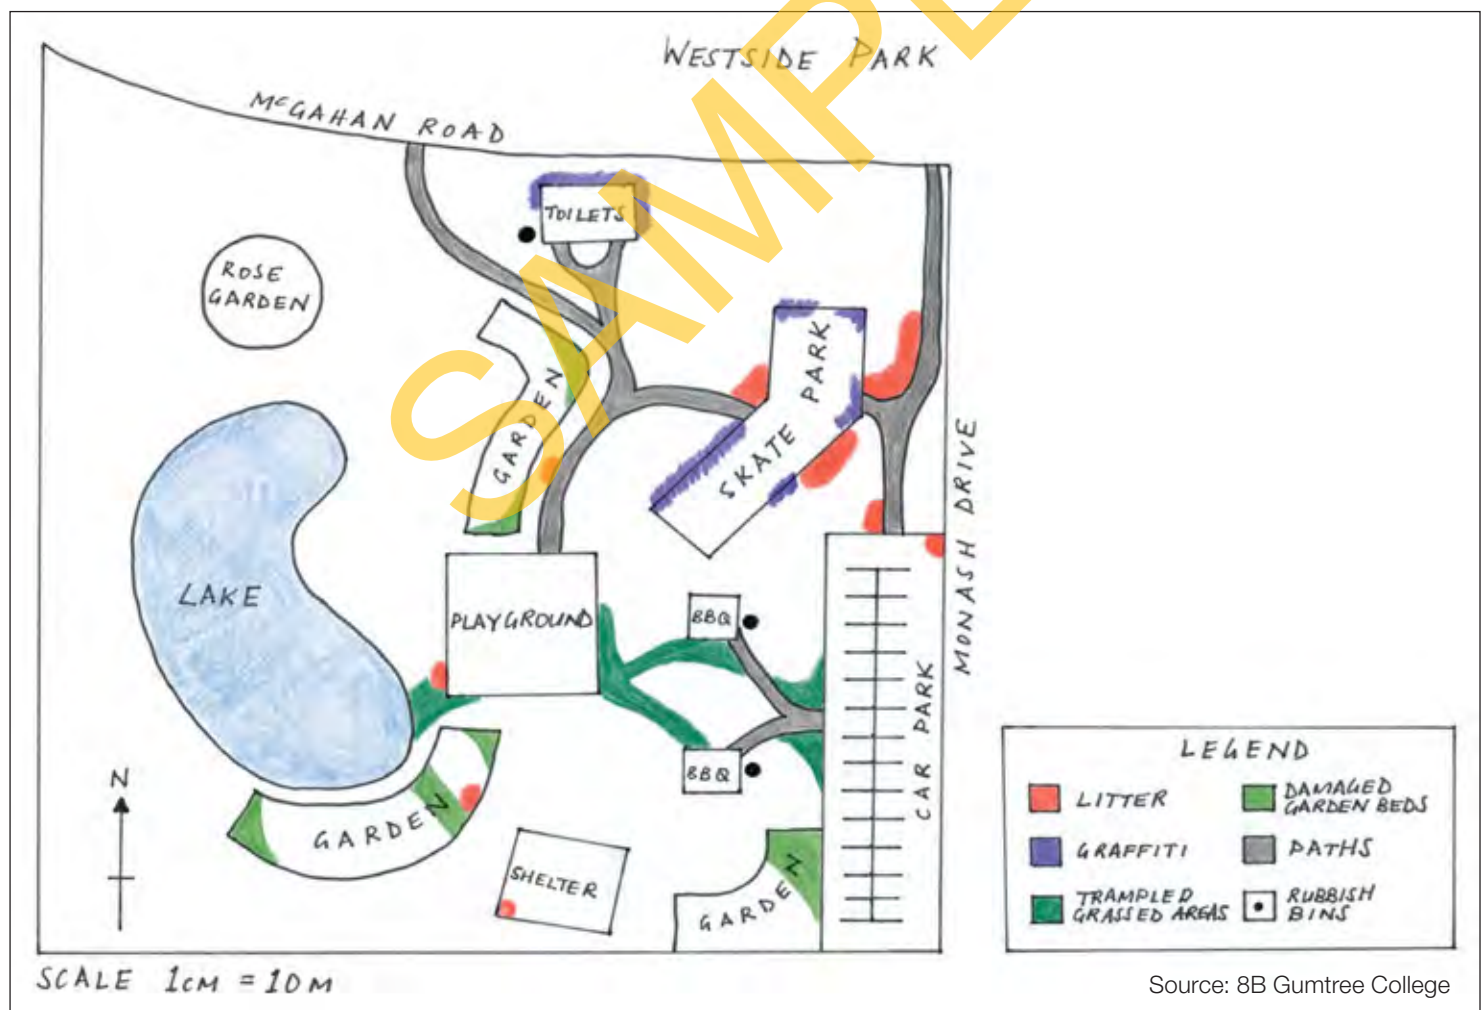 WESTSIDE PARK
McGAHAN ROAD
TOILETS
ROSE
GARDEN
SKATE PARK
GARDEN
MONASH DRIVE
LAKE
PLAYGROUND
BBQ
CAR PARK
BBQ
N
GARDEN
SHELTER
GARDEN
LEGEND
LITTER
GRAFFITI
TRAMPLED
GRASSED AREAS
DAMAGED
GARDEN BEDS
PATHS
RUBBISH
BINS
SCALE 1CM = 10M
Source: 8B Gumtree College
SAMPLE